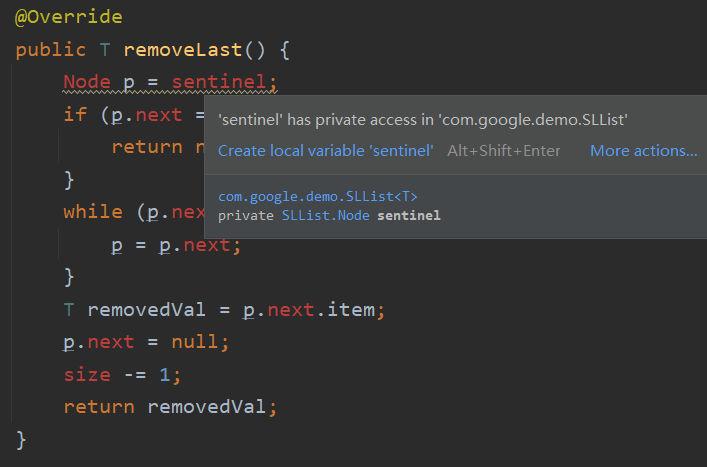 @Override
public T removeLast() {
Node p = sentinel;
if (p.next =
return n
}
while (p.nex
p = p.next;
}
T removedVal = p.next.item;
p.next = null;
size -= 1;
return removedVal;
}
'sentinel' has private access in 'com.google.demo.SLList'
Create local variable 'sentinel' Alt+Shift+Enter More actions...
com.google.demo.SLList<T>
private SLList.Node sentinel